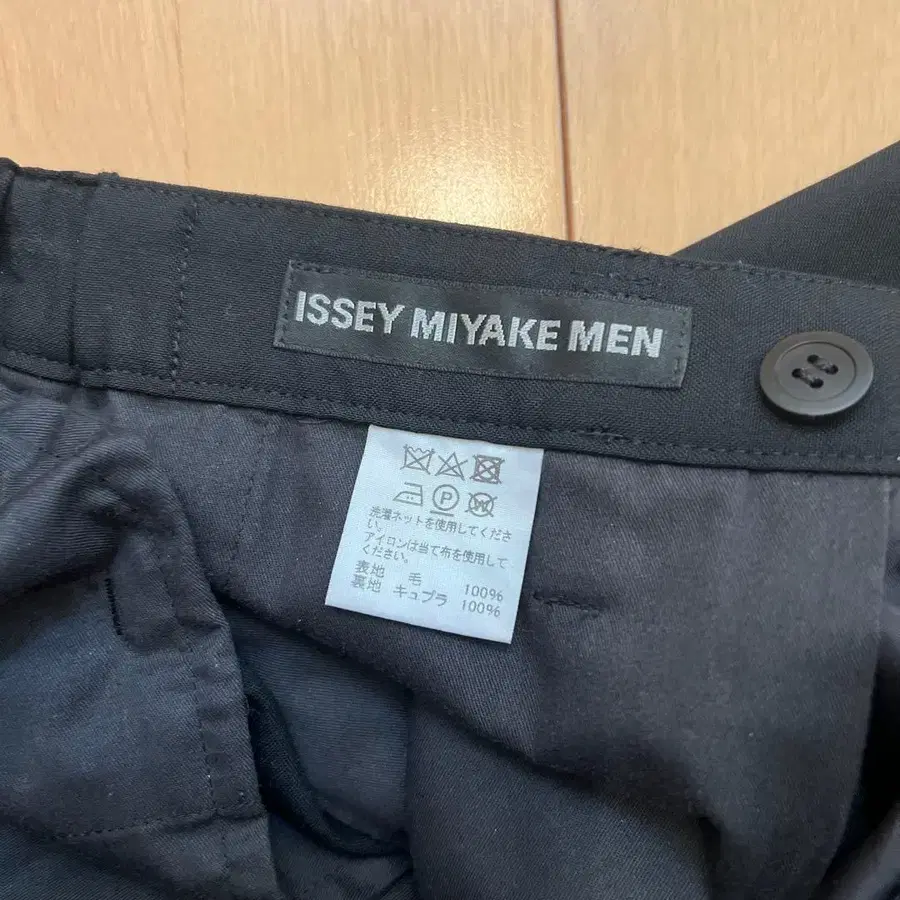 ISSEY MIYAKE MEN
P W
洗濯ネットを使用してくださ
い。
アイロンは当て布を使用して
ください。
表地 毛 100%
裏地 キュプラ 100%